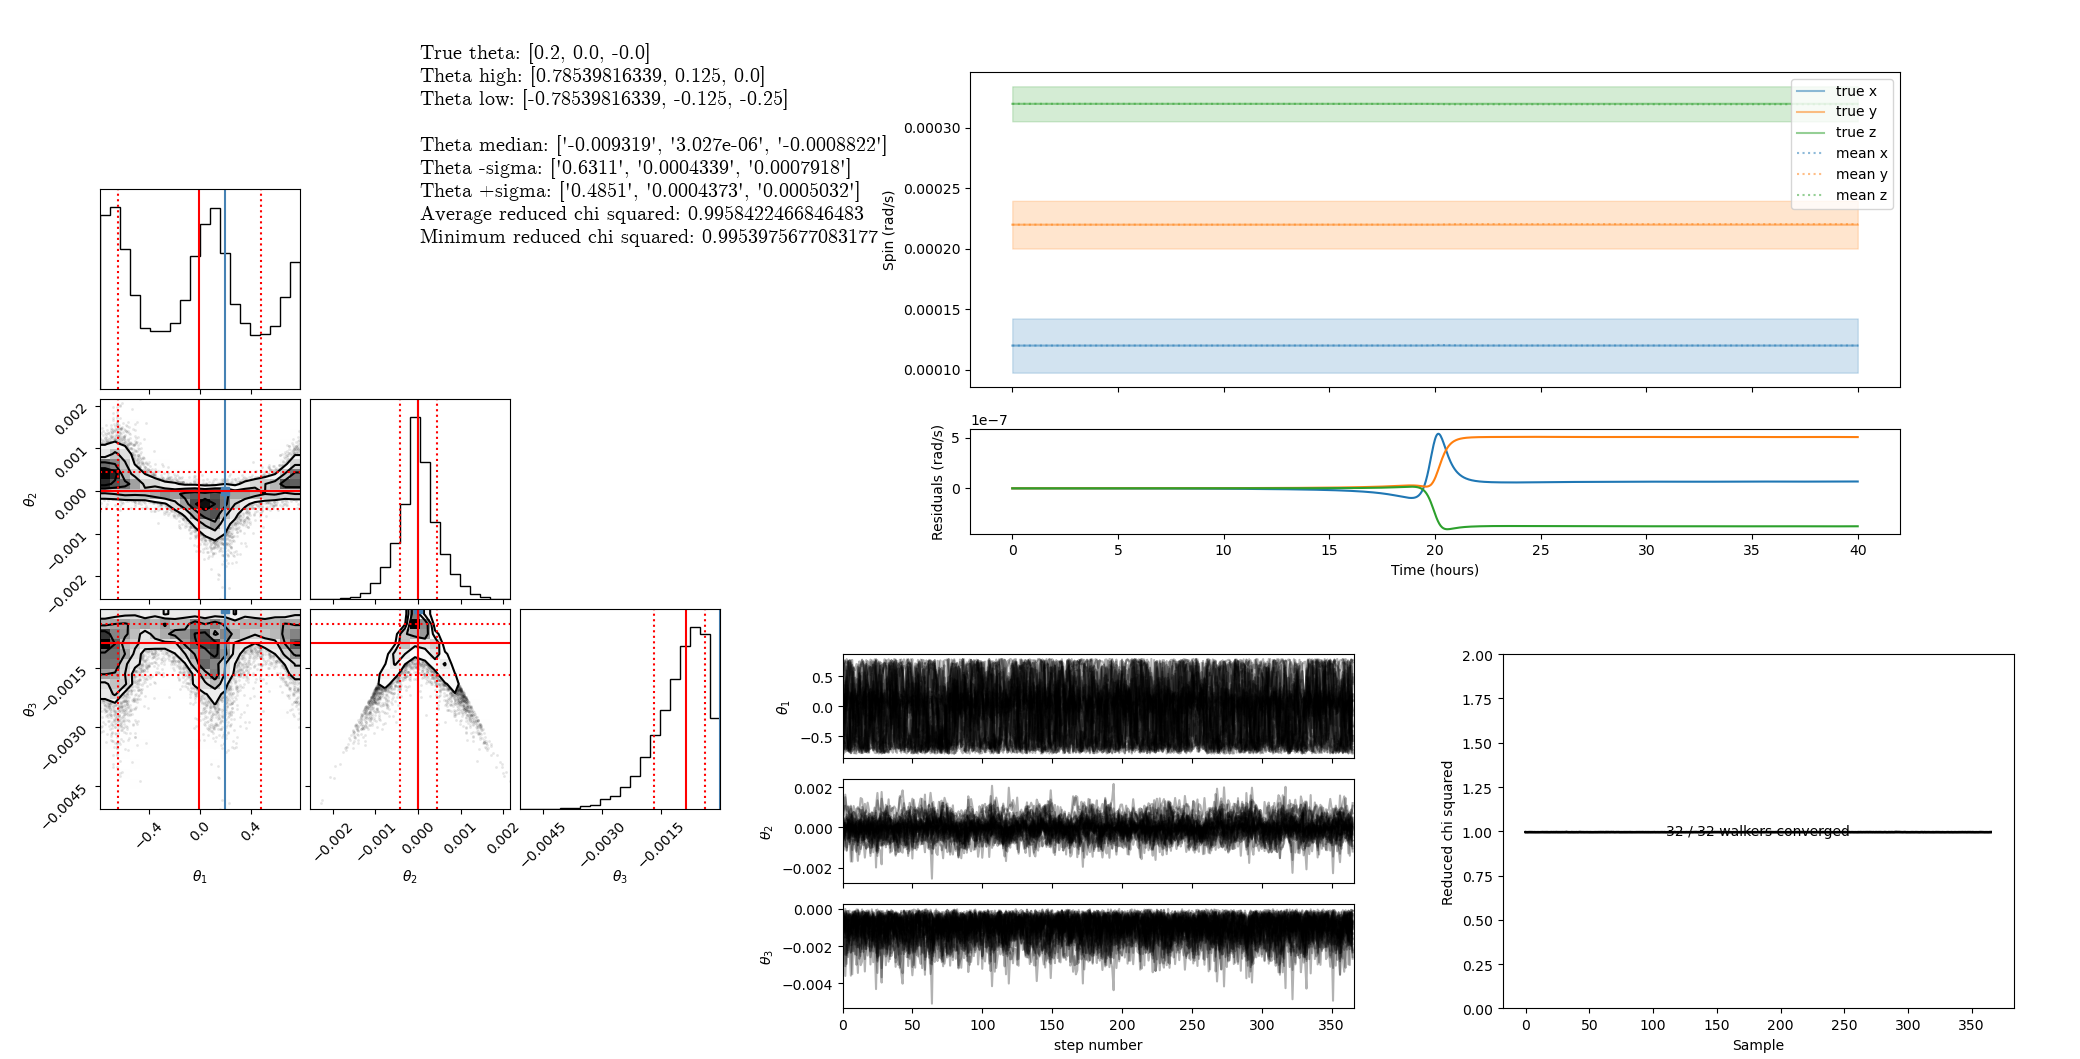 True theta: [0.2, 0.0, -0.0]
Theta high: [0.78539816339, 0.125, 0.0]
Theta low: [-0.78539816339, -0.125, -0.25]
Theta median: ['-0.009319', '3.027e-06', '-0.0008822']
Theta -sigma: ['0.6311', '0.0004339', '0.0007918']
Theta +sigma: ['0.4851', '0.0004373', '0.0005032']
Average reduced chi squared: 0.9958422466846483
Minimum reduced chi squared: 0.9953975677083177
0.002
0.001
0.000
−0.001
−0.002
θ2
−0.0015
−0.0030
−0.0045
θ3
−0.4
0.0
0.4
θ1
−0.002
−0.001
0.000
0.001
0.002
θ2
−0.0045
−0.0030
−0.0015
θ3
true x
true y
true z
mean x
mean y
mean z
0.00030
0.00025
0.00020
0.00015
0.00010
Spin (rad/s)
1e−7
5
0
Residuals (rad/s)
0
5
10
15
20
25
30
35
40
Time (hours)
0.5
0.0
−0.5
θ1
0.002
0.000
−0.002
θ2
0.000
−0.002
−0.004
θ3
0
50
100
150
200
250
300
350
step number
2.00
1.75
1.50
1.25
1.00
0.75
0.50
0.25
0.00
Reduced chi squared
32 / 32 walkers converged
0
50
100
150
200
250
300
350
Sample